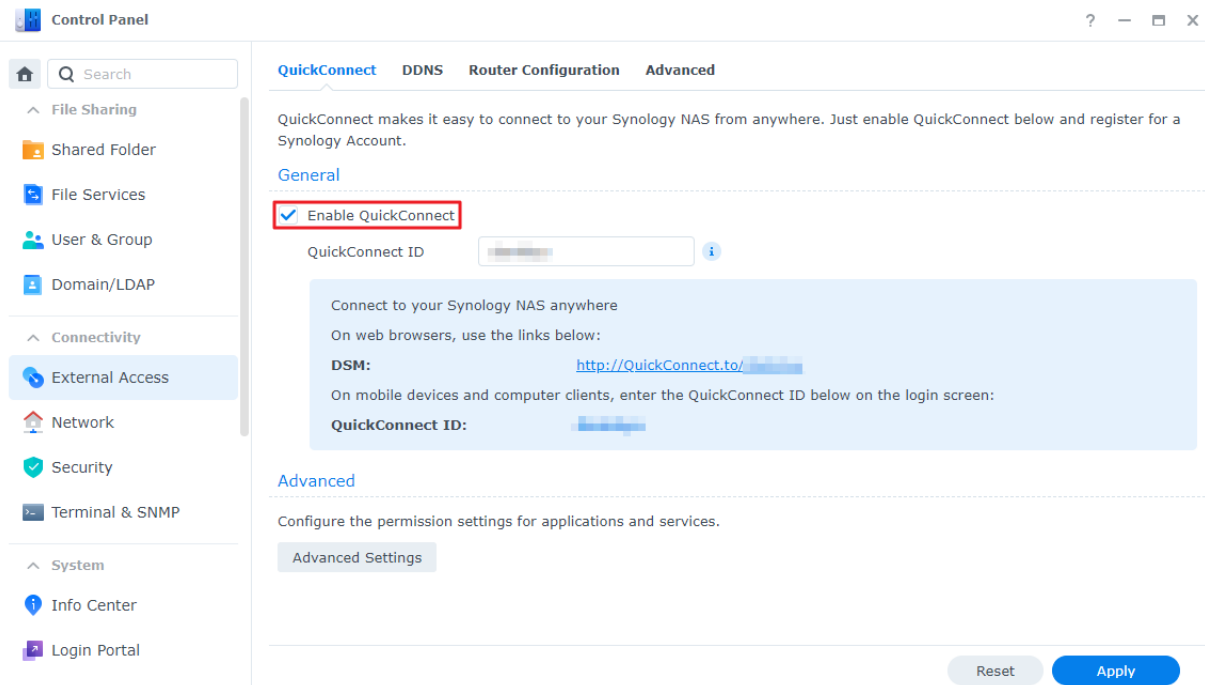 Control Panel
Search
File Sharing
Shared Folder
File Services
User & Group
Domain/LDAP
Connectivity
External Access
Network
Security
Terminal & SNMP
System
Info Center
Login Portal
QuickConnect DDNS Router Configuration Advanced
QuickConnect makes it easy to connect to your Synology NAS from anywhere. Just enable QuickConnect below and register for a
Synology Account.
General
Enable QuickConnect
QuickConnect ID
Connect to your Synology NAS anywhere
On web browsers, use the links below:
DSM: http://QuickConnect.to/
On mobile devices and computer clients, enter the QuickConnect ID below on the login screen:
QuickConnect ID:
Advanced
Configure the permission settings for applications and services.
Advanced Settings
Reset Apply